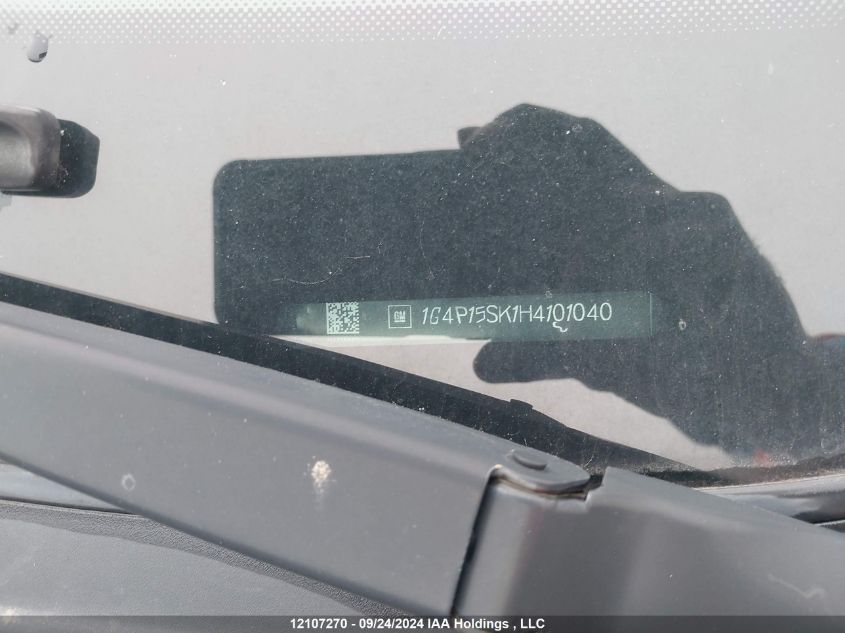 GM 1G4P15SK1H4101040
12107270 - 09/24/2024 IAA Holdings , LLC